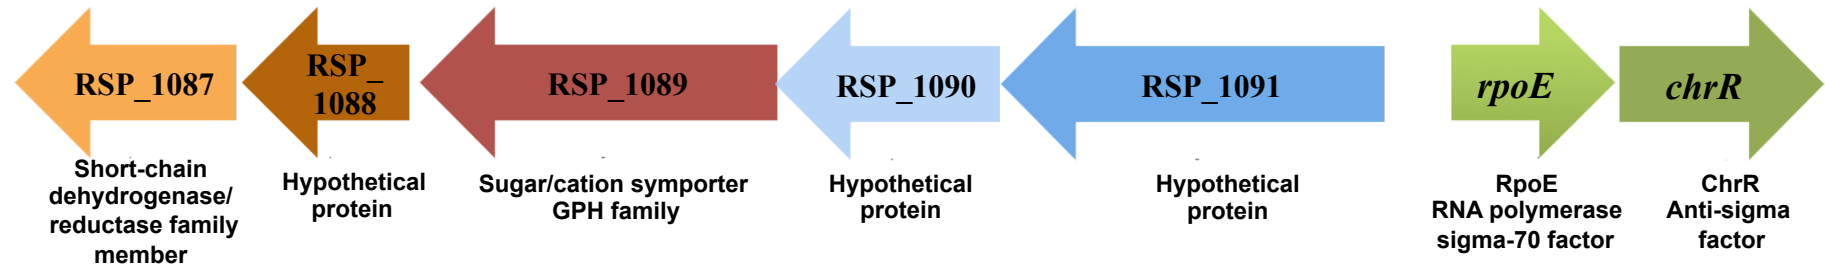 RSP_1087
RSP_
1088
RSP_1089
RSP_1090
RSP_1091
rpoE
chrR
Short-chain
dehydrogenase/
reductase family
member
Hypothetical
protein
Sugar/cation symporter
GPH family
Hypothetical
protein
Hypothetical
protein
RpoE
RNA polymerase
sigma-70 factor
ChrR
Anti-sigma
factor